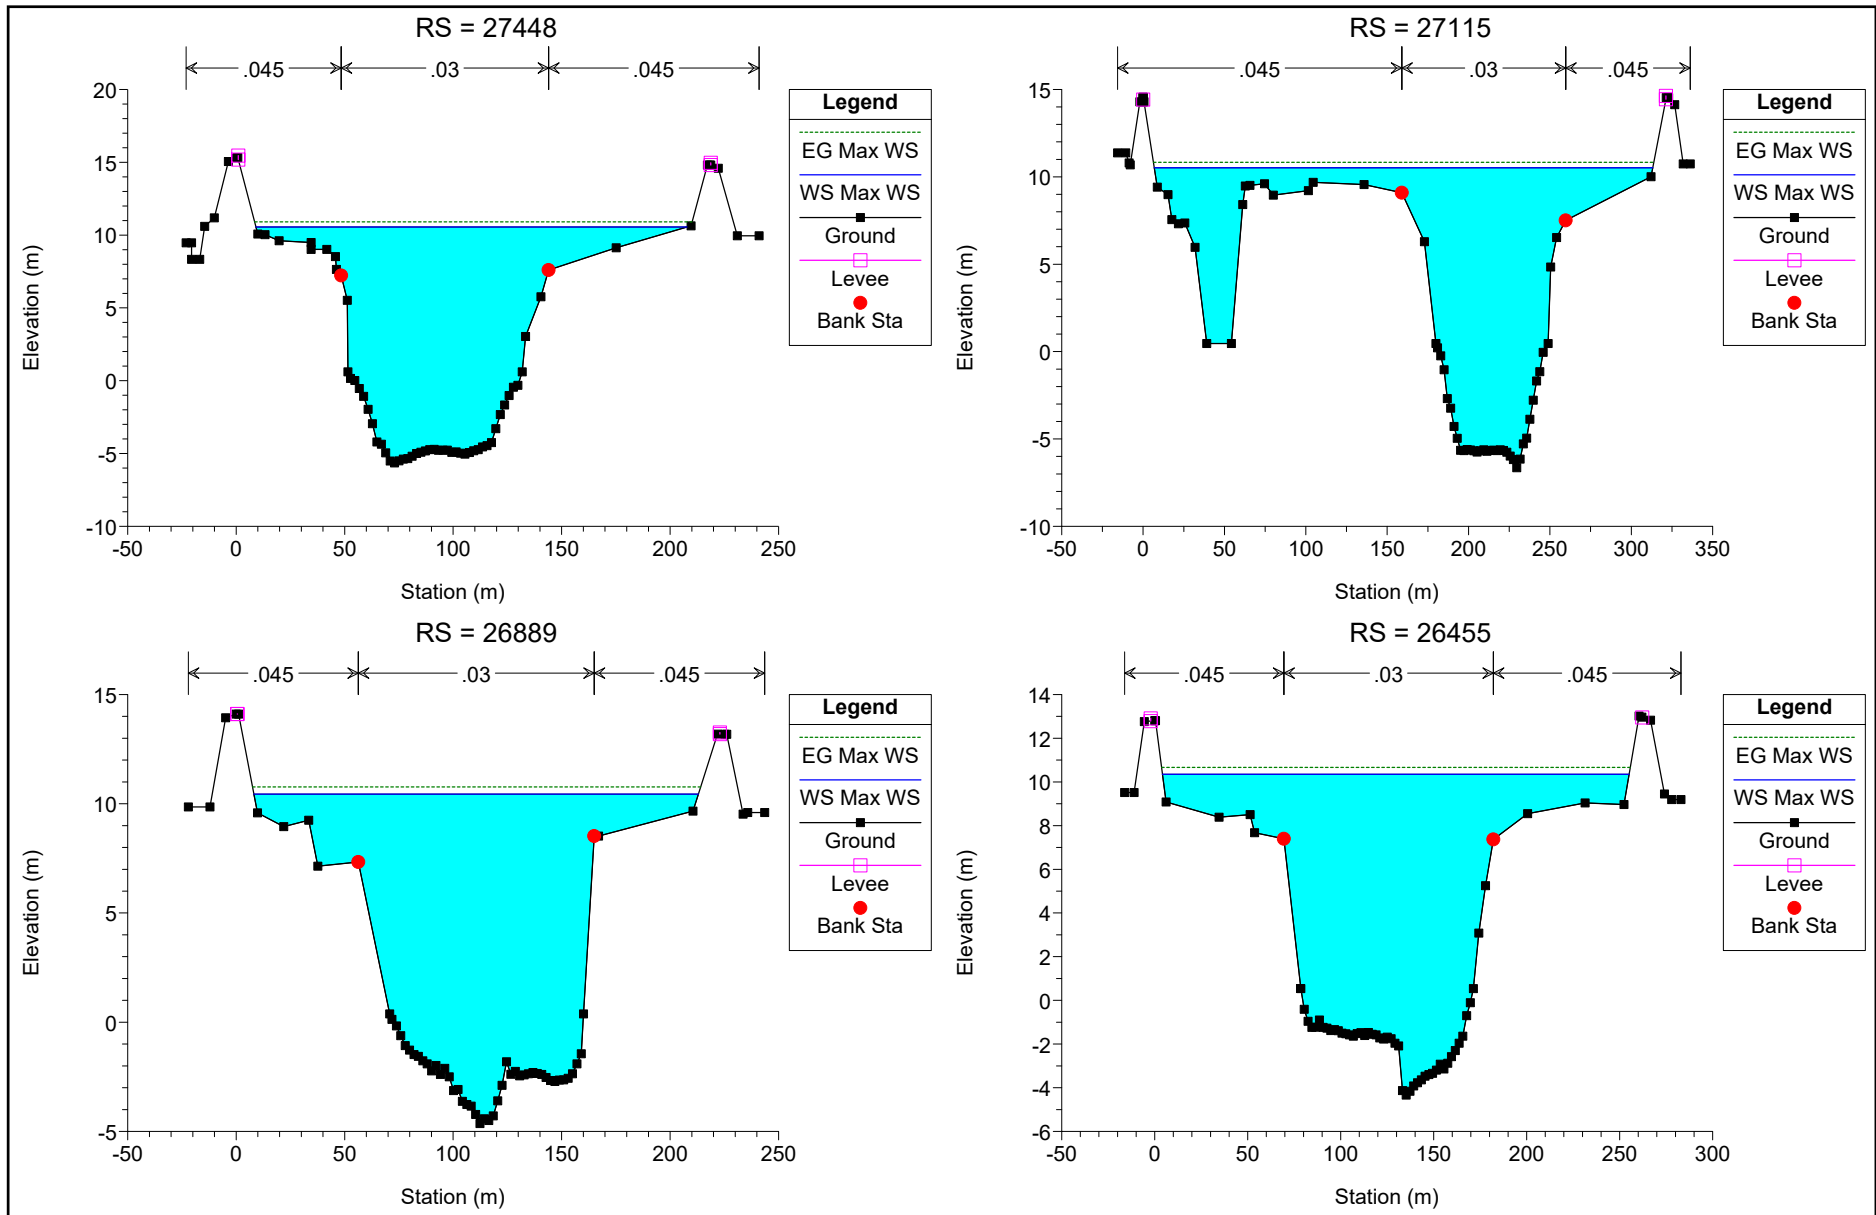 RS = 27448
.045 .03 .045
20
15
10
5
0
-5
-10
-50 0 50 100 150 200 250
Elevation (m)
Station (m)
Legend
EG Max WS
WS Max WS
Ground
Levee
Bank Sta
RS = 27115
.045 .03 .045
15
10
5
0
-5
-10
-50 0 50 100 150 200 250 300 350
Elevation (m)
Station (m)
Legend
EG Max WS
WS Max WS
Ground
Levee
Bank Sta
RS = 26889
.045 .03 .045
15
10
5
0
-5
-50 0 50 100 150 200 250
Elevation (m)
Station (m)
Legend
EG Max WS
WS Max WS
Ground
Levee
Bank Sta
RS = 26455
.045 .03 .045
14
12
10
8
6
4
2
0
-2
-4
-6
-50 0 50 100 150 200 250 300
Elevation (m)
Station (m)
Legend
EG Max WS
WS Max WS
Ground
Levee
Bank Sta